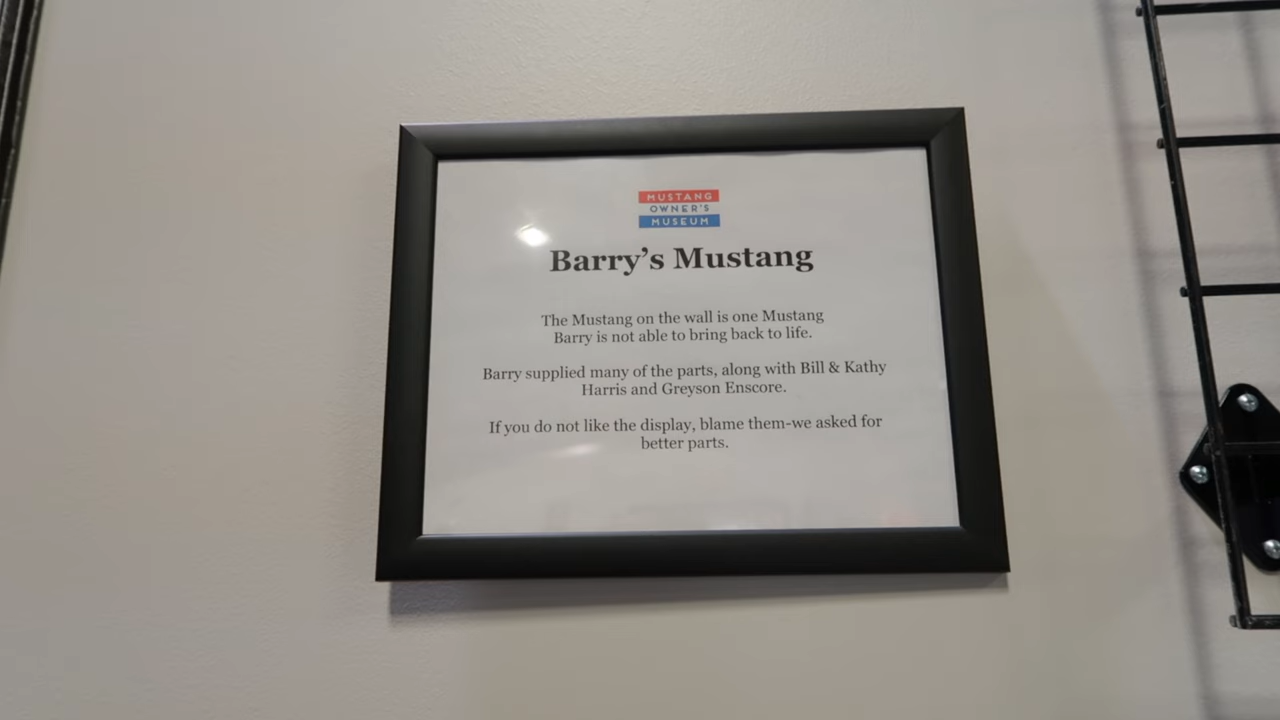 MUSTANG
OWNER'S
MUSEUM
Barry's Mustang
The Mustang on the wall is one Mustang
Barry is not able to bring back to life.
Barry supplied many of the parts, along with Bill & Kathy
Harris and Greyson Enscore.
If you do not like the display, blame them-we asked for
better parts.